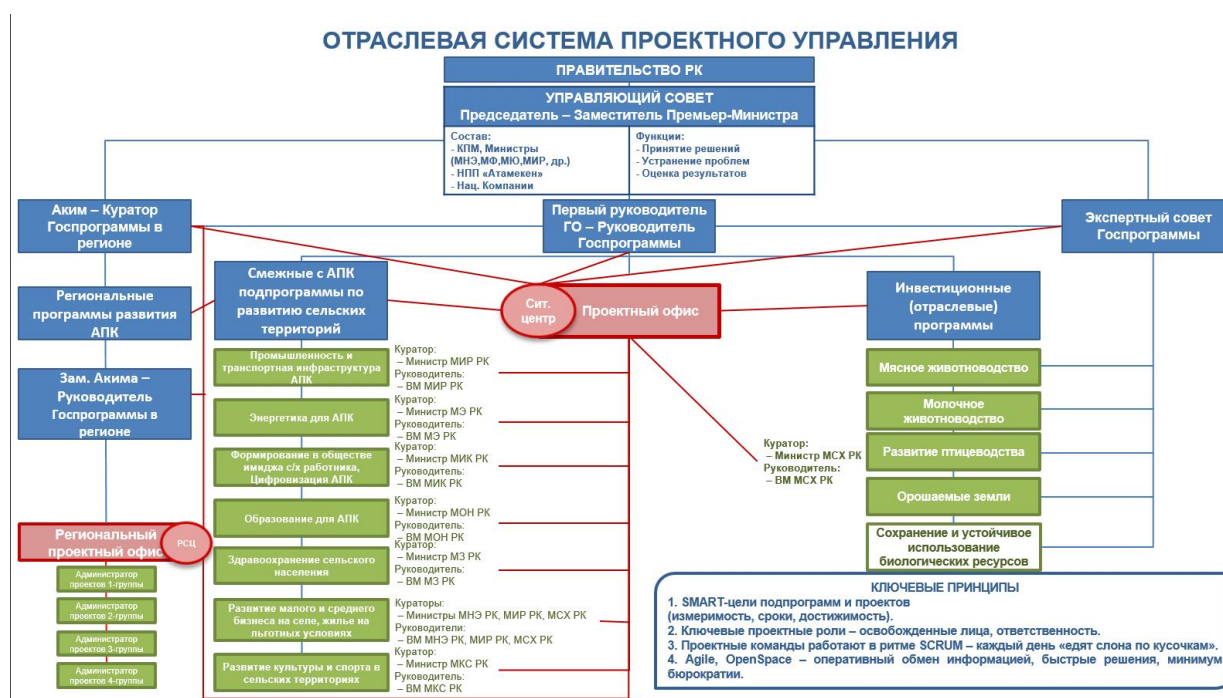 ОТРАСЛЕВАЯ СИСТЕМА ПРОЕКТНОГО УПРАВЛЕНИЯ
ПРАВИТЕЛЬСТВО РК
УПРАВЛЯЮЩИЙ СОВЕТ
Председатель – Заместитель Премьер-Министра
Состав:
- КПМ, Министры
(МНЭ,МФ,МЮ,МИР, др.)
- НПП «Атамекен»
- Нац. Компании
Функции:
- Принятие решений
- Устранение проблем
- Оценка результатов
Аким – Куратор
Госпрограммы в
регионе
Первый руководитель
ГО – Руководитель
Госпрограммы
Экспертный совет
Госпрограммы
Региональные
программы развития
АПК
Зам. Акима –
Руководитель
Госпрограммы в
регионе
Региональный
проектный офис
РСЦ
Администратор
проектов 1-группы
Администратор
проектов 2-группы
Администратор
проектов 3-группы
Администратор
проектов 4-группы
Смежные с АПК
подпрограммы по
развитию сельских
территорий
Сит.
центр
Проектный офис
Инвестиционные
(отраслевые)
программы
Промышленность и
транспортная инфраструктура
АПК
Куратор:
– Министр МИР РК
Руководитель:
– ВМ МИР РК
Энергетика для АПК
Куратор:
– Министр МЭ РК
Руководитель:
– ВМ МЭ РК
Формирование в обществе
имиджа с/х работника,
Цифровизация АПК
Куратор:
– Министр МИК РК
Руководитель:
– ВМ МИК РК
Образование для АПК
Куратор:
– Министр МОН РК
Руководитель:
– ВМ МОН РК
Здравоохранение сельского
населения
Куратор:
– Министр МЗ РК
Руководитель:
– ВМ МЗ РК
Развитие малого и среднего
бизнеса на селе, жилье на
льготных условиях
Кураторы:
– Министры МНЭ РК, МИР РК, МСХ РК
Руководители:
– ВМ МНЭ РК, МИР РК, МСХ РК
Развитие культуры и спорта в
сельских территориях
Куратор:
– Министр МКС РК
Руководитель:
– ВМ МКС РК
Куратор:
– Министр МСХ РК
Руководитель:
– ВМ МСХ РК
Мясное животноводство
Молочное
животноводство
Развитие птицеводства
Орошаемые земли
Сохранение и устойчивое
использование
биологических ресурсов
КЛЮЧЕВЫЕ ПРИНЦИПЫ
1. SMART-цели подпрограмм и проектов
(измеримость, сроки, достижимость).
2. Ключевые проектные роли – освобожденные лица, ответственность.
3. Проектные команды работают в ритме SCRUM – каждый день «едят слона по кусочкам».
4. Agile, OpenSpace – оперативный обмен информацией, быстрые решения, минимум
бюрократии.